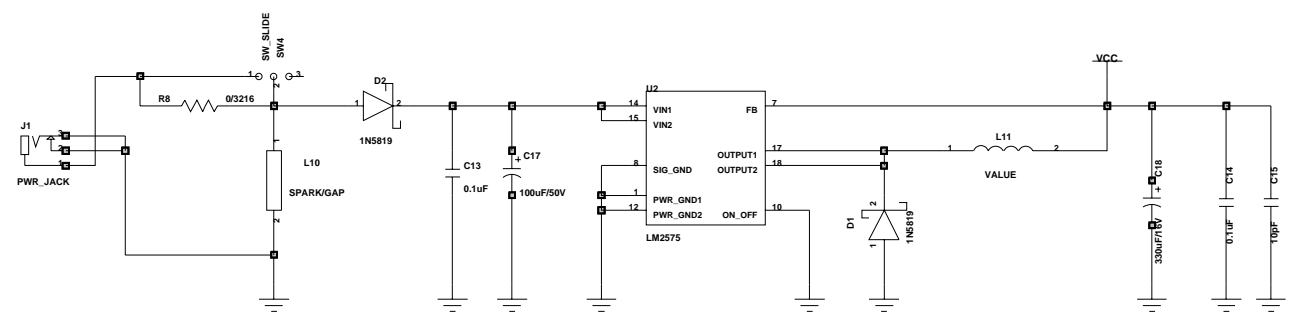 SW_SLIDE
SW4
1
3
2
R8
0/3216
J1
3
2
1
PWR_JACK
1
L10
SPARK/GAP
2
D2
1
2
1N5819
C13
0.1uF
+
C17
100uF/50V
U2
14
VIN1
15
VIN2
8
SIG_GND
1
PWR_GND1
12
PWR_GND2
LM2575
7
FB
17
OUTPUT1
18
OUTPUT2
10
ON_OFF
D1
2
1
1N5819
1
L11
2
VALUE
VCC
+
C18
330uF/16V
C14
0.1uF
C15
10pF